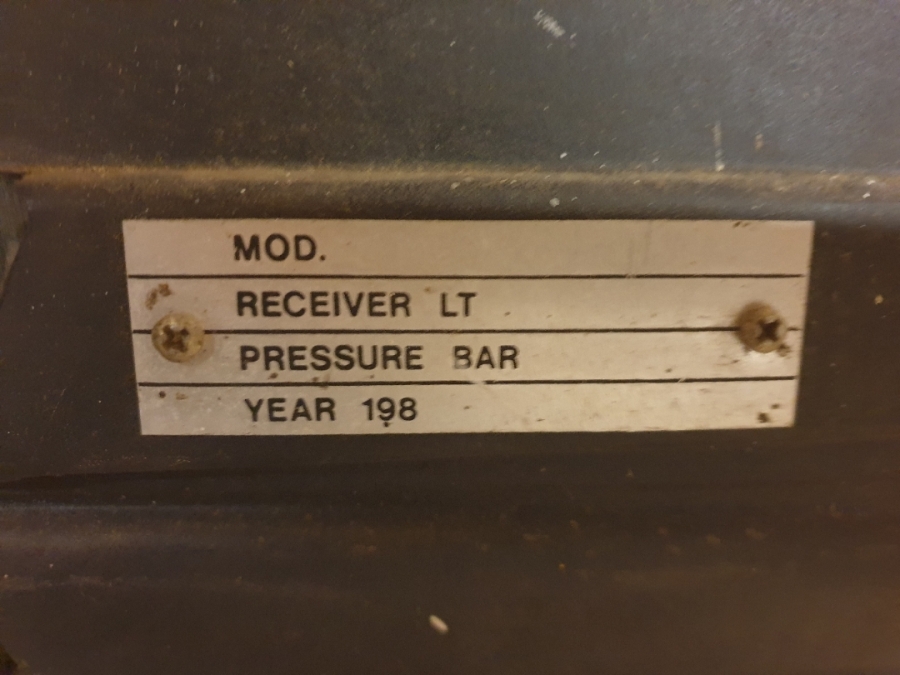 MOD.
RECEIVER LT
PRESSURE BAR
YEAR 198